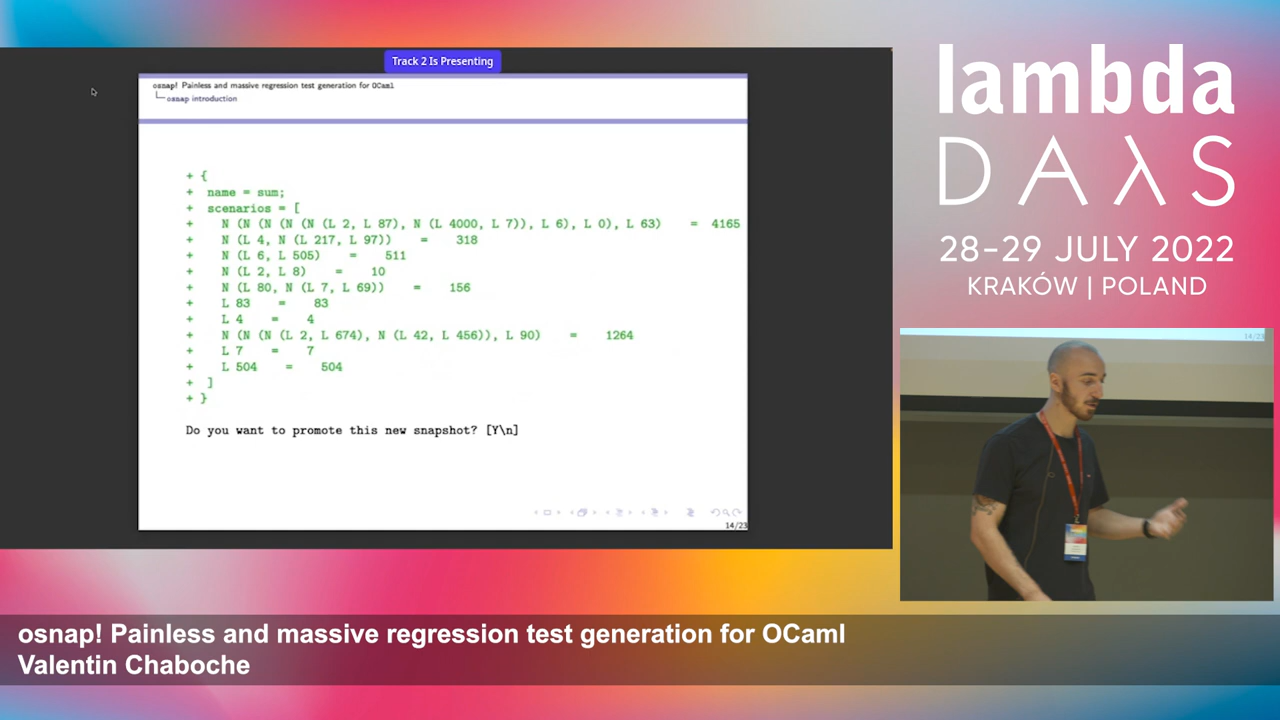 Track 2 Is Presenting
osnap! Painless and massive regression test generation for OCaml
osnap introduction
+ {
+ name = sum;
+ scenarios = [
+ N (N (N (N (L 2, L 87), N (L 4000, L 7)), L 6), L 0), L 63) = 4165
+ N (L 4, N (L 217, L 97)) = 318
+ N (L 6, L 505) = 511
+ N (L 2, L 8) = 10
+ N (L 80, N (L 7, L 69)) = 156
+ L 83 = 83
+ L 4 = 4
+ N (N (N (L 2, L 674), N (L 42, L 456)), L 90) = 1264
+ L 7 = 7
+ L 504 = 504
+ ]
+ }
Do you want to promote this new snapshot? [Y\n]
14/23
lambda
DAλS
28–29 JULY 2022
KRAKÓW | POLAND
14/23
osnap! Painless and massive regression test generation for OCaml
Valentin Chaboche